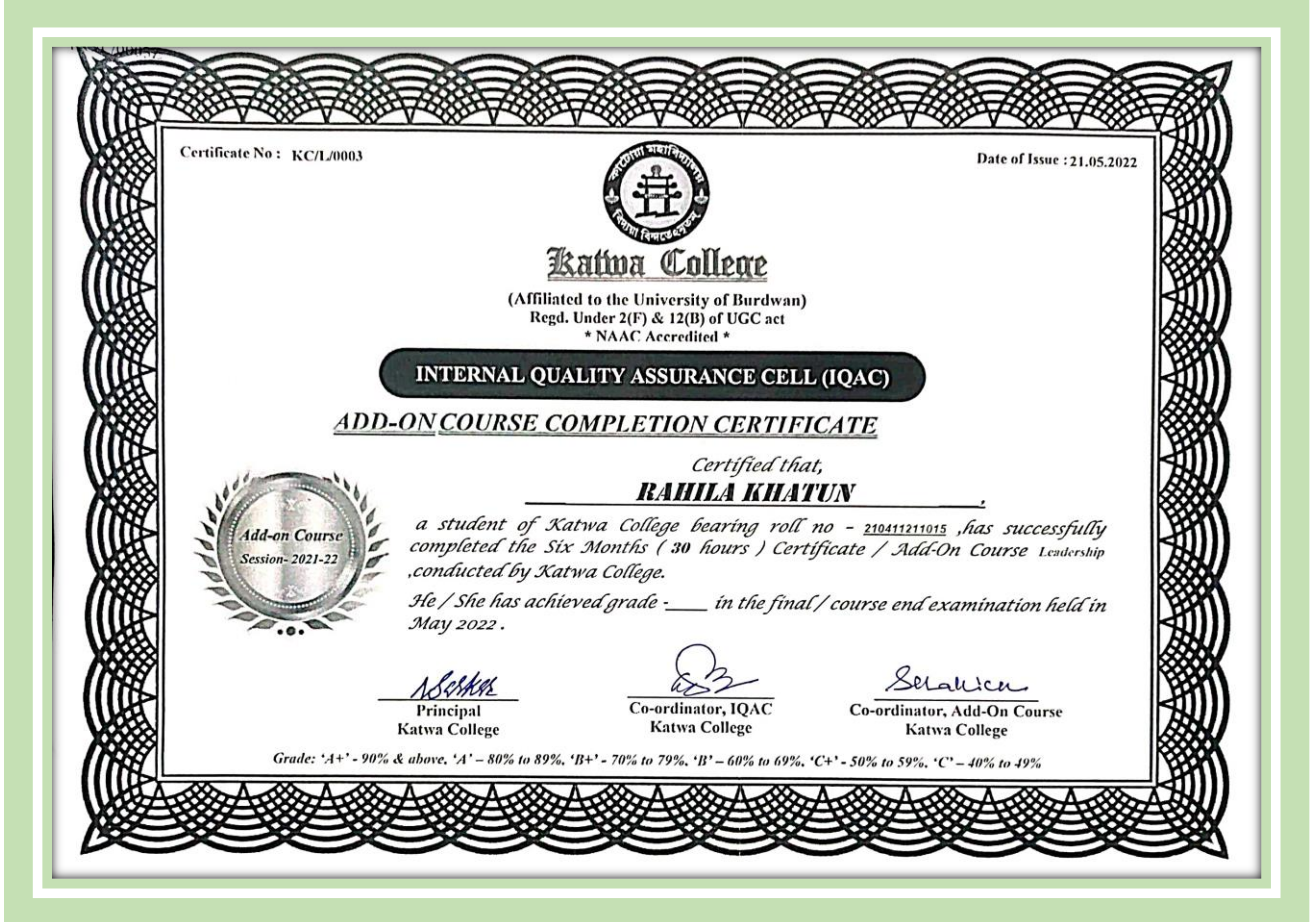 Certificate No : KC/L/0003
Date of Issue : 21.05.2022
কাটোয়া মহাবিদ্যালয়
Katwa College
(Affiliated to the University of Burdwan)
Regd. Under 2(F) & 12(B) of UGC act
* NAAC Accredited *
INTERNAL QUALITY ASSURANCE CELL (IQAC)
ADD-ON COURSE COMPLETION CERTIFICATE
Certified that,
RAHILA KHATUN ,
a student of Katwa College bearing roll no - 210411211015 ,has successfully
completed the Six Months ( 30 hours ) Certificate / Add-On Course Leadership
,conducted by Katwa College.
He / She has achieved grade -____ in the final / course end examination held in
May 2022 .
Add-on Course
Session- 2021-22
Principal
Katwa College
Co-ordinator, IQAC
Katwa College
Co-ordinator, Add-On Course
Katwa College
Grade: 'A+' - 90% & above, 'A' – 80% to 89%, 'B+' - 70% to 79%, 'B' – 60% to 69%, 'C+' - 50% to 59%, 'C' – 40% to 49%